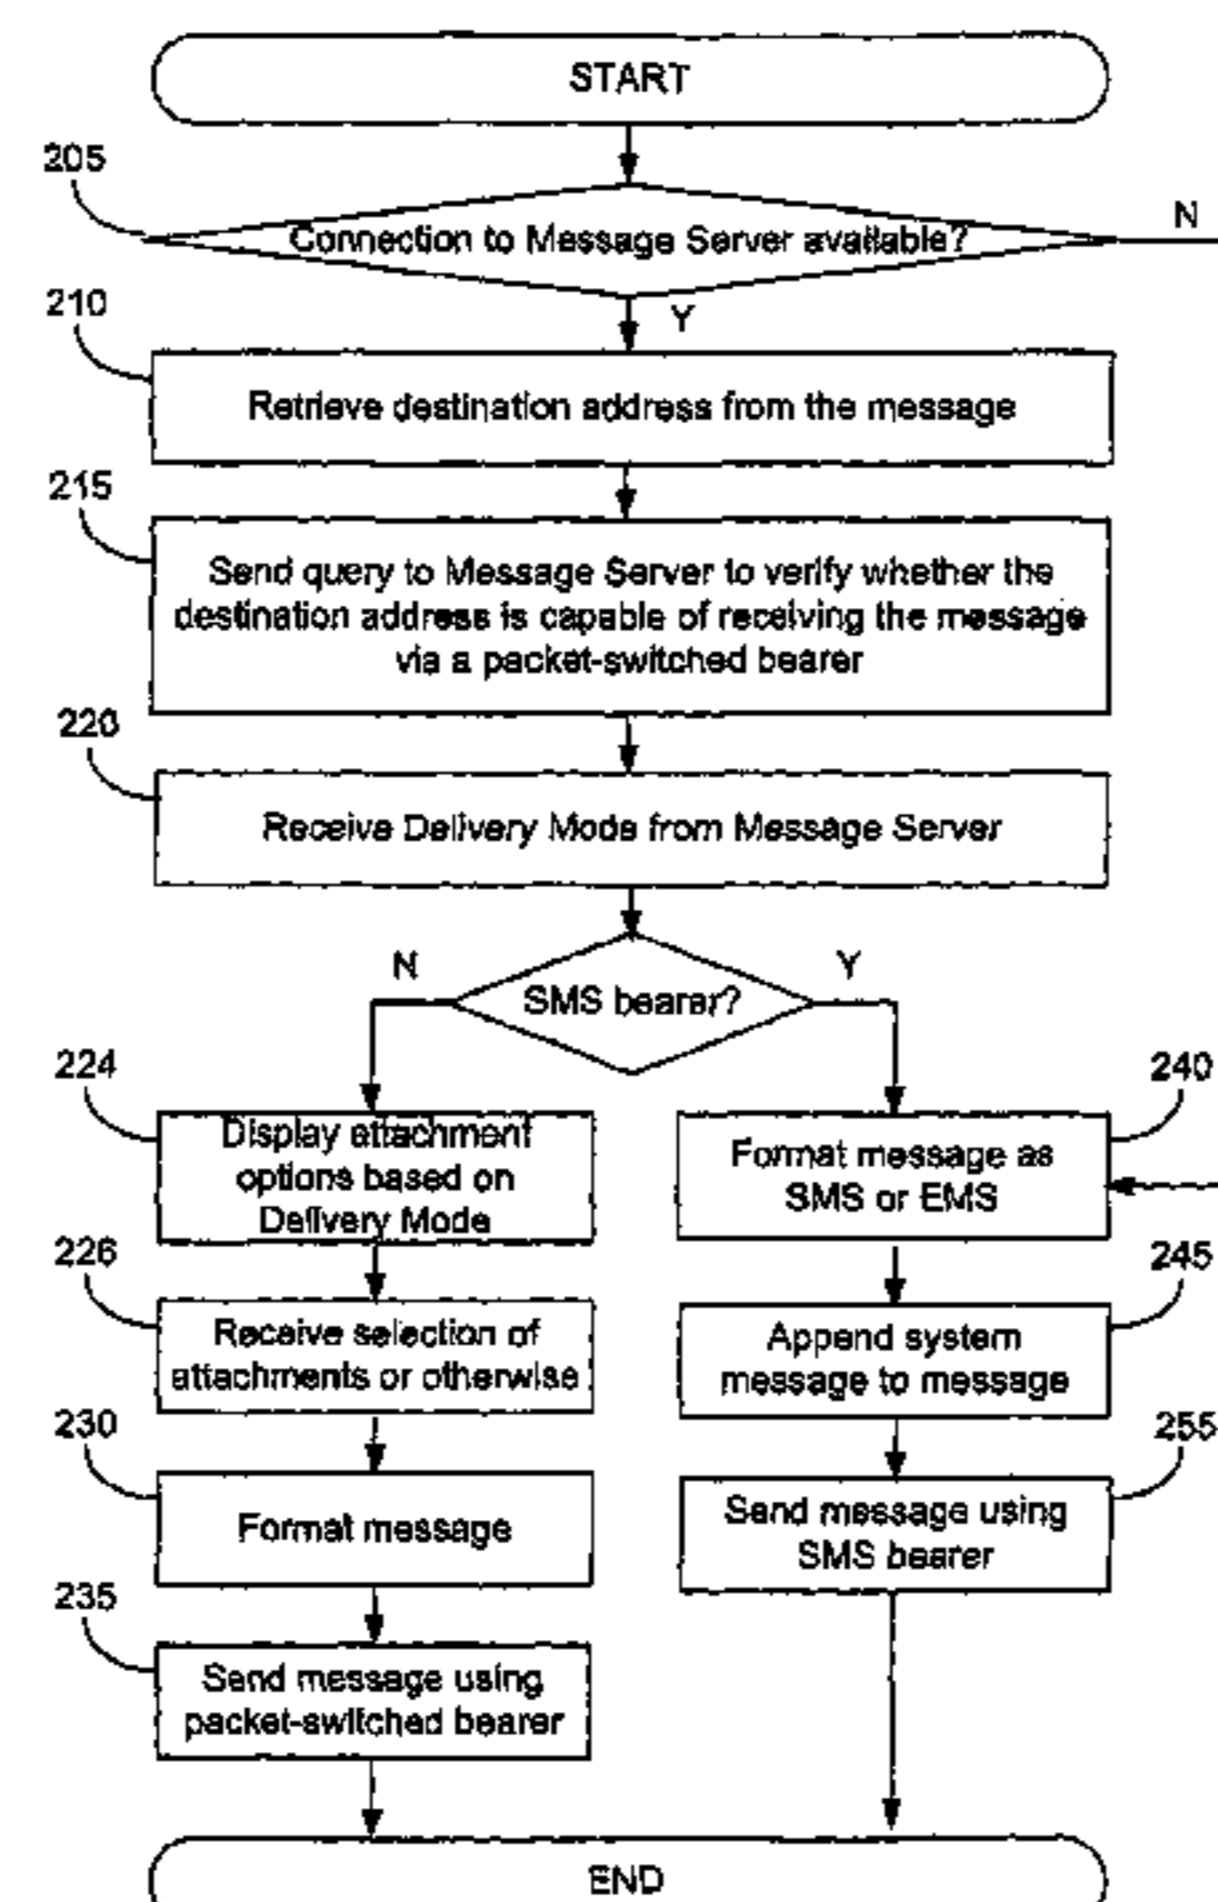 START
205
Connection to Message Server available?
N
Y
210
Retrieve destination address from the message
215
Send query to Message Server to verify whether the
destination address is capable of receiving the message
via a packet-switched bearer
220
Receive Delivery Mode from Message Server
N
SMS bearer?
Y
224
Display attachment
options based on
Delivery Mode
240
Format message as
SMS or EMS
226
Receive selection of
attachments or otherwise
245
Append system
message to message
230
Format message
255
Send message using
SMS bearer
235
Send message using
packet-switched bearer
END